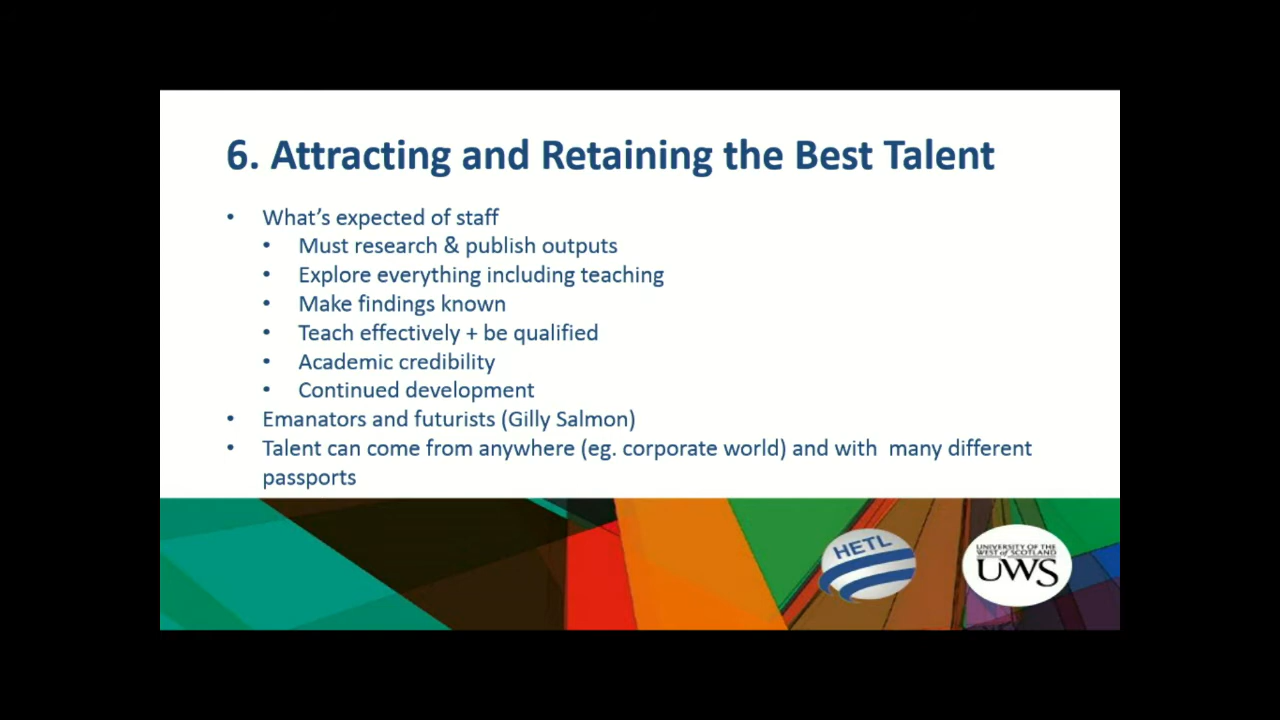 6. Attracting and Retaining the Best Talent
• What's expected of staff
• Must research & publish outputs
• Explore everything including teaching
• Make findings known
• Teach effectively + be qualified
• Academic credibility
• Continued development
• Emanators and futurists (Gilly Salmon)
• Talent can come from anywhere (eg. corporate world) and with  many different
passports
HETL
UNIVERSITY OF THE
WEST of SCOTLAND
UWS